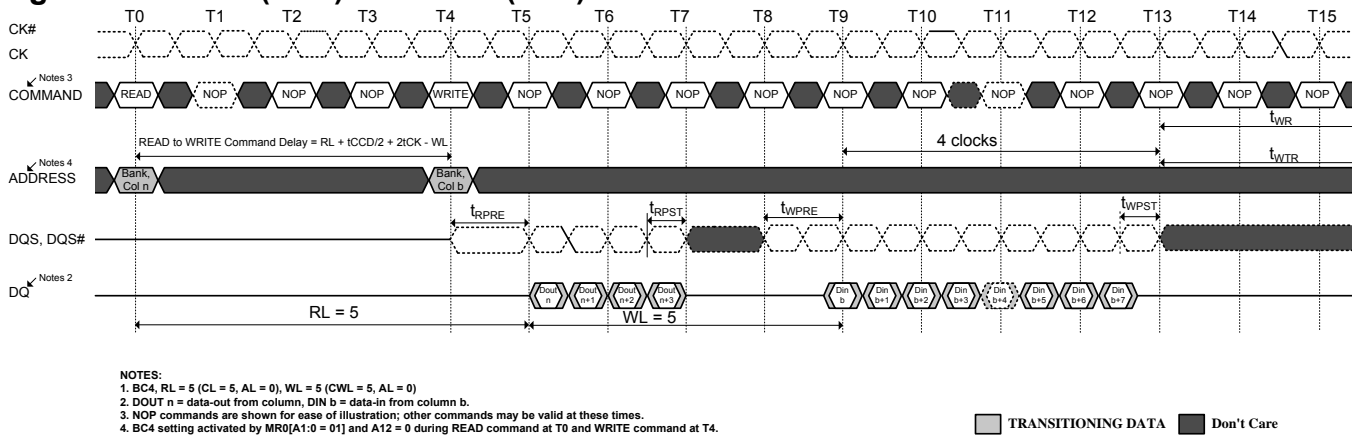 T0 T1 T2 T3 T4 T5 T6 T7 T8 T9 T10 T11 T12 T13 T14 T15
CK#
CK
Notes 3
COMMAND
READ NOP NOP NOP WRITE NOP NOP NOP NOP NOP NOP NOP NOP NOP NOP NOP
READ to WRITE Command Delay = RL + tCCD/2 + 2tCK - WL
4 clocks
tWR
tWTR
Notes 4
ADDRESS
Bank, Col n
Bank, Col b
tRPRE tRPST tWPRE tWPST
DQS, DQS#
Notes 2
DQ
Dout n Dout n+1 Dout n+2 Dout n+3 Din b Din b+1 Din b+2 Din b+3 Din b+4 Din b+5 Din b+6 Din b+7
RL = 5 WL = 5
NOTES:
1. BC4, RL = 5 (CL = 5, AL = 0), WL = 5 (CWL = 5, AL = 0)
2. DOUT n = data-out from column, DIN b = data-in from column b.
3. NOP commands are shown for ease of illustration; other commands may be valid at these times.
4. BC4 setting activated by MR0[A1:0 = 01] and A12 = 0 during READ command at T0 and WRITE command at T4.
TRANSITIONING DATA Don't Care